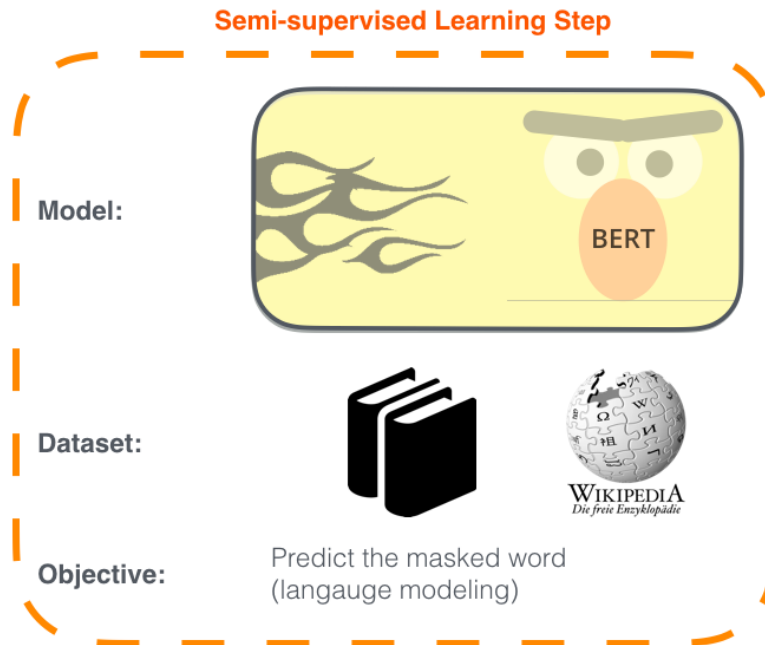 Semi-supervised Learning Step
Model:
BERT
Dataset:
WIKIPEDIA
Die freie Enzyklopädie
Objective:
Predict the masked word
(langauge modeling)